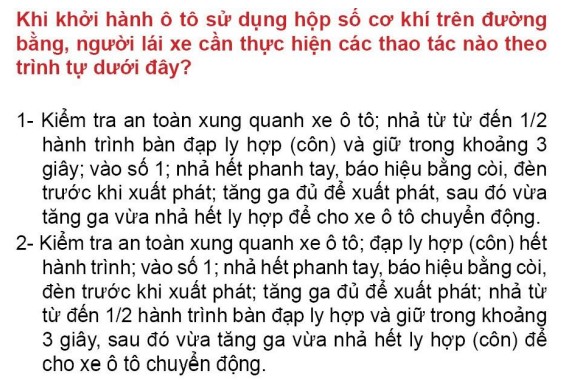 Khi khởi hành ô tô sử dụng hộp số cơ khí trên đường
bằng, người lái xe cần thực hiện các thao tác nào theo
trình tự dưới đây?
1- Kiểm tra an toàn xung quanh xe ô tô; nhả từ từ đến 1/2
hành trình bàn đạp ly hợp (côn) và giữ trong khoảng 3
giây; vào số 1; nhả hết phanh tay, báo hiệu bằng còi, đèn
trước khi xuất phát; tăng ga đủ để xuất phát, sau đó vừa
tăng ga vừa nhả hết ly hợp để cho xe ô tô chuyển động.
2- Kiểm tra an toàn xung quanh xe ô tô; đạp ly hợp (côn) hết
hành trình; vào số 1; nhả hết phanh tay, báo hiệu bằng còi,
đèn trước khi xuất phát; tăng ga đủ để xuất phát; nhả từ
từ đến 1/2 hành trình bàn đạp ly hợp và giữ trong khoảng
3 giây, sau đó vừa tăng ga vừa nhả hết ly hợp (côn) để
cho xe ô tô chuyển động.